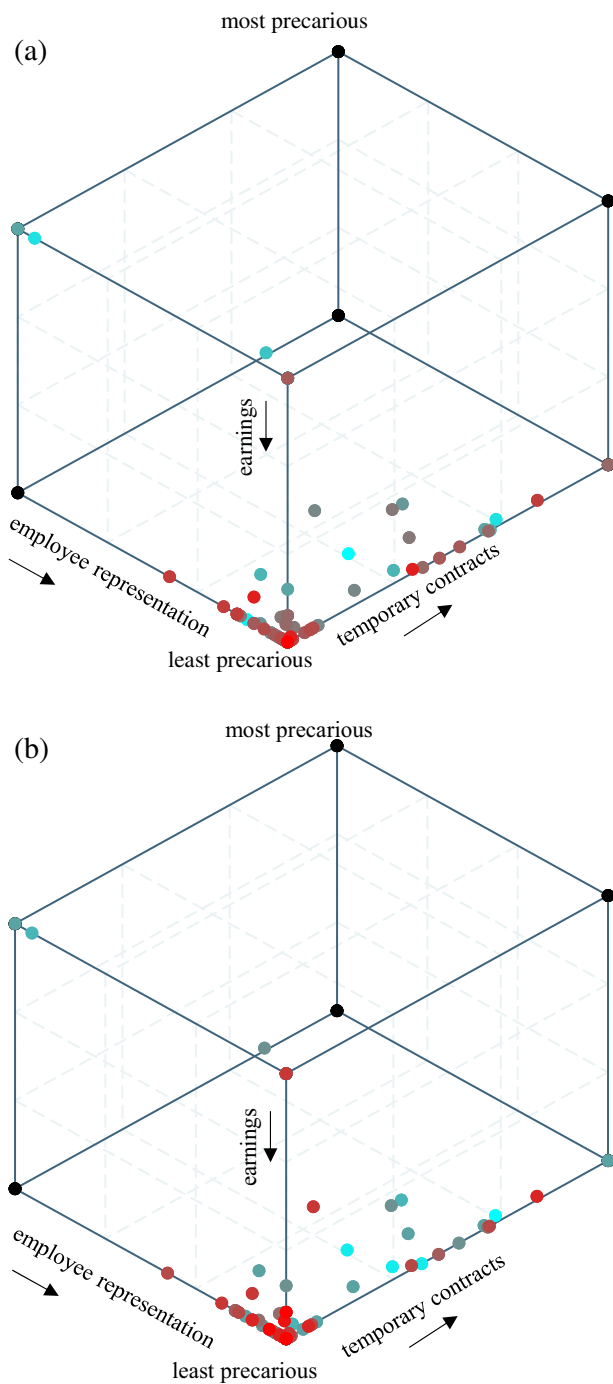 most precarious
(a)
earnings
employee representation
temporary contracts
least precarious
most precarious
(b)
earnings
employee representation
temporary contracts
least precarious